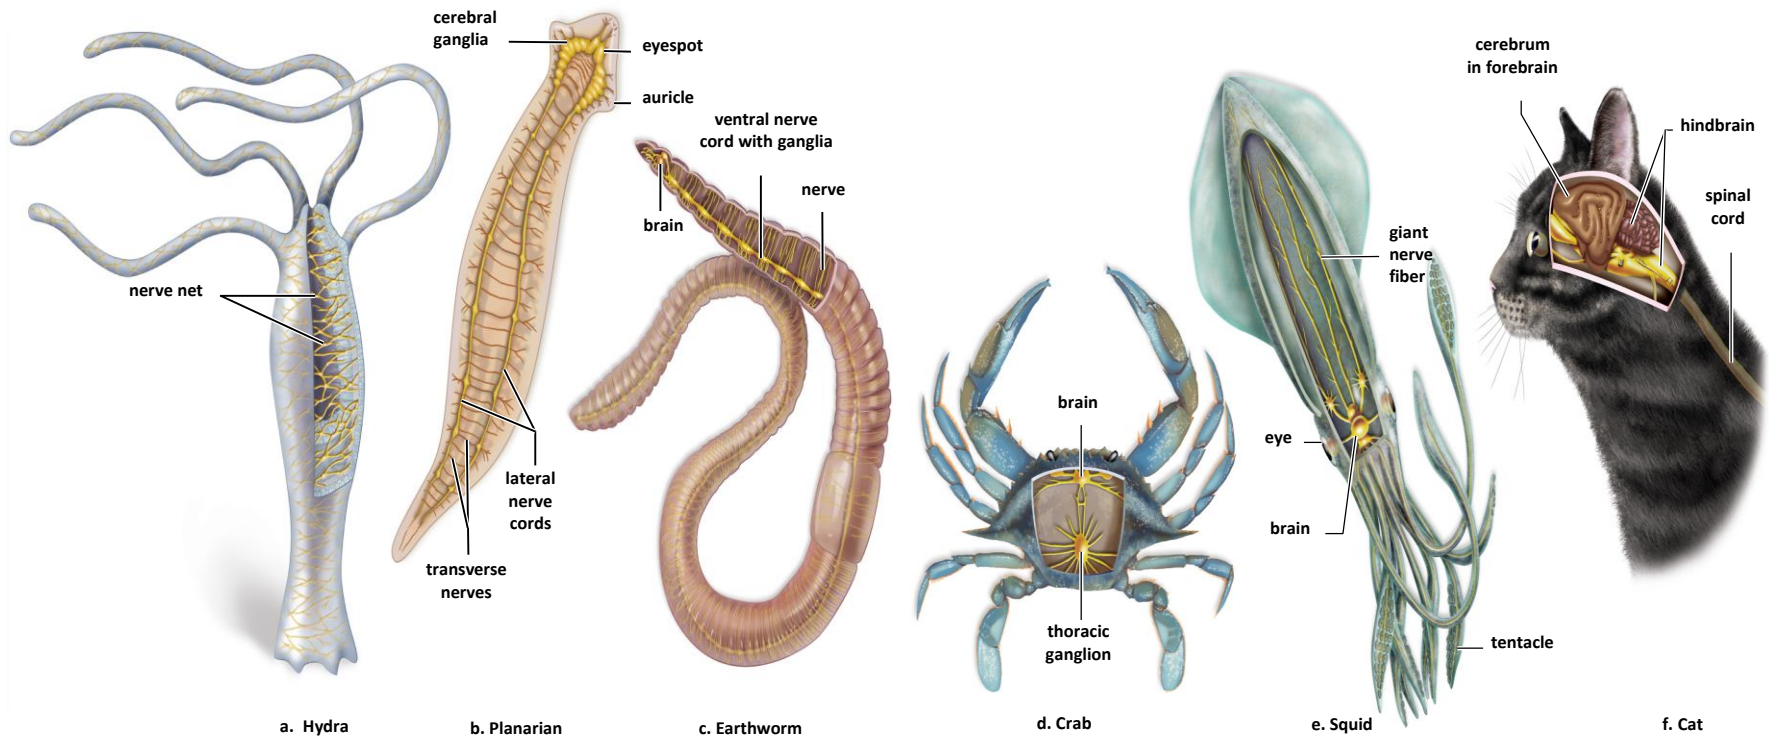 nerve net
a. Hydra
cerebral
ganglia
eyespot
auricle
lateral
nerve
cords
transverse
nerves
b. Planarian
ventral nerve
cord with ganglia
nerve
brain
c. Earthworm
brain
thoracic
ganglion
d. Crab
giant
nerve
fiber
eye
brain
tentacle
e. Squid
cerebrum
in forebrain
hindbrain
spinal
cord
f. Cat